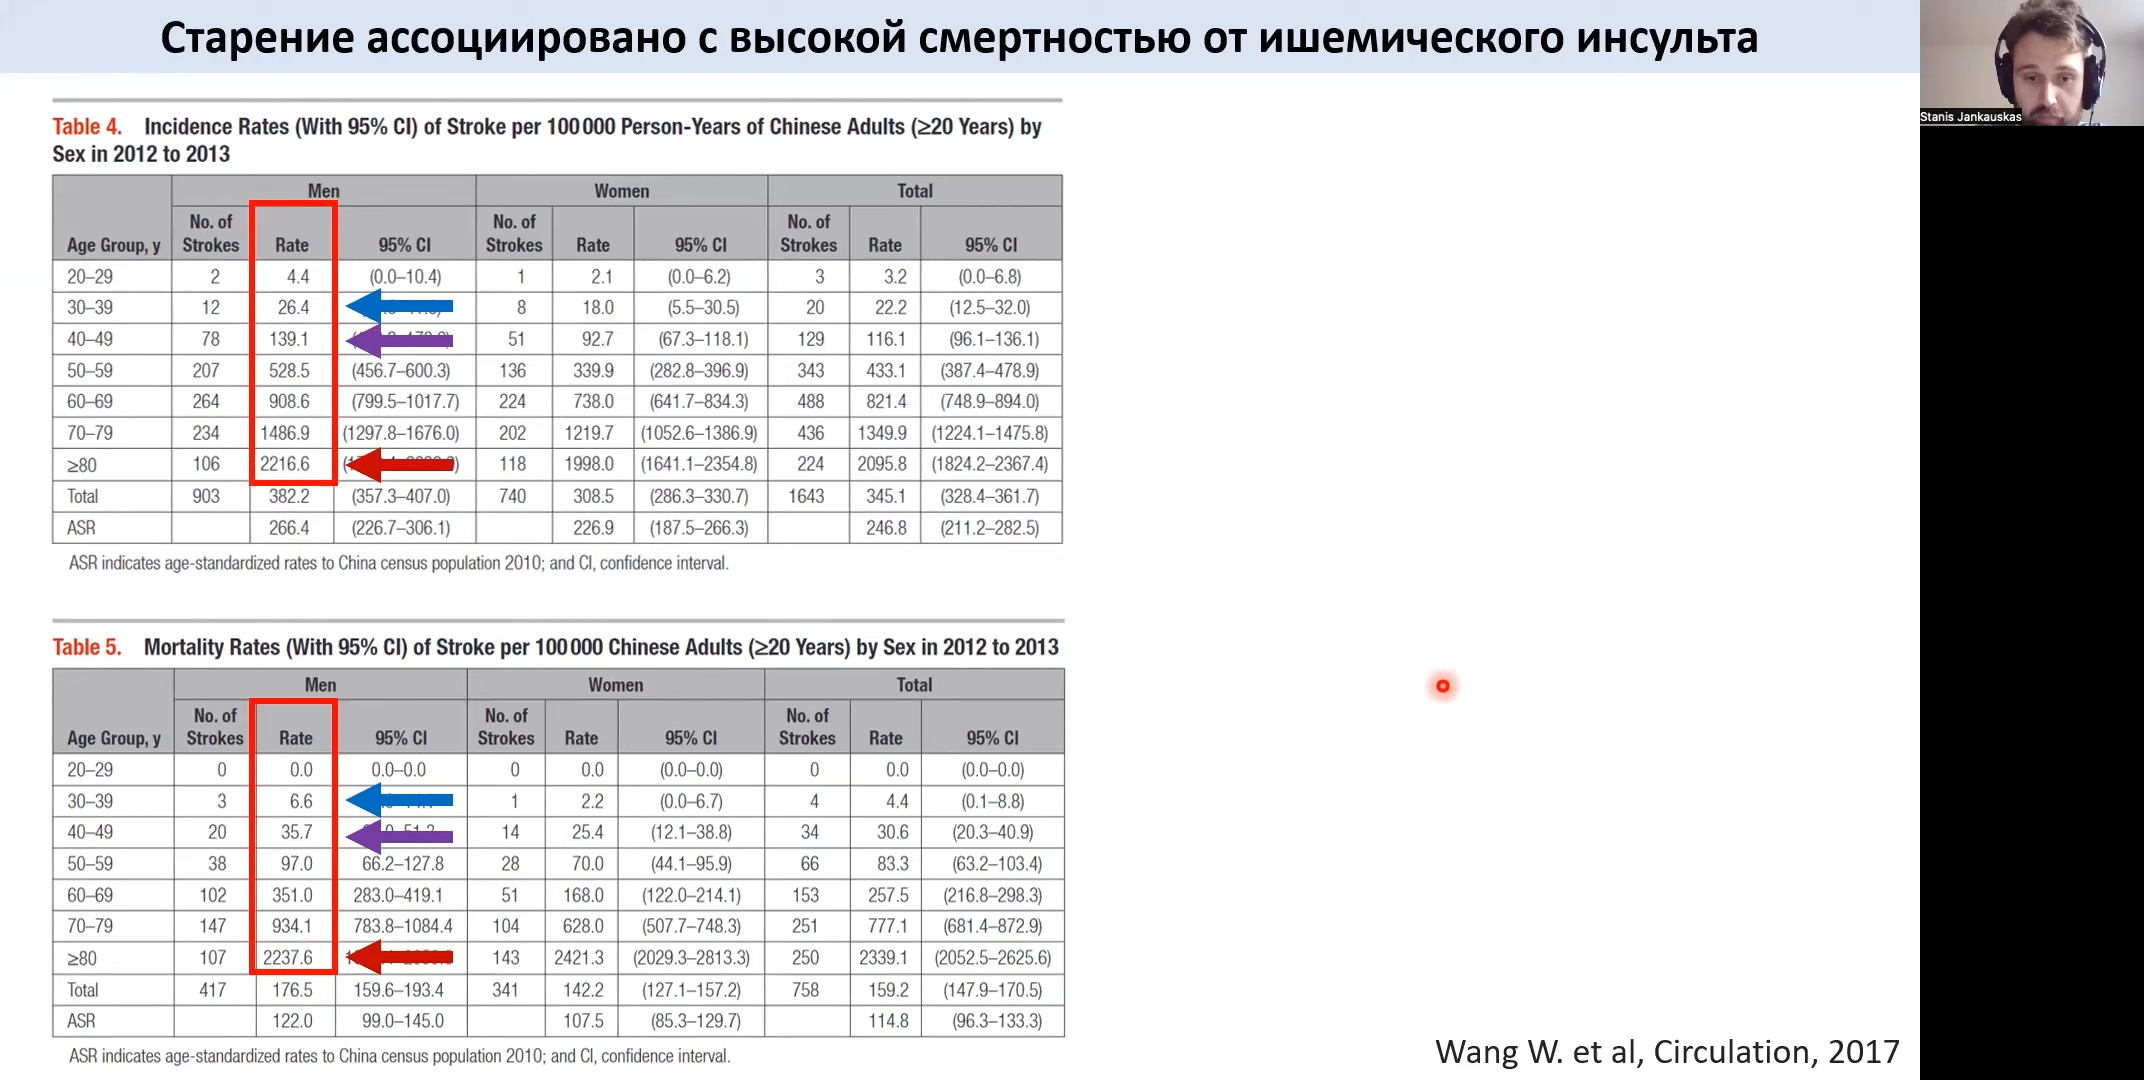 Старение ассоциировано с высокой смертностью от ишемического инсульта
Stanis Jankauskas
Table 4. Incidence Rates (With 95% CI) of Stroke per 100 000 Person-Years of Chinese Adults (≥20 Years) by
Sex in 2012 to 2013
Men Women Total
Age Group, y No. of Strokes Rate 95% CI No. of Strokes Rate 95% CI No. of Strokes Rate 95% CI
20–29 2 4.4 (0.0–10.4) 1 2.1 (0.0–6.2) 3 3.2 (0.0–6.8)
30–39 12 26.4 8 18.0 (5.5–30.5) 20 22.2 (12.5–32.0)
40–49 78 139.1 51 92.7 (67.3–118.1) 129 116.1 (96.1–136.1)
50–59 207 528.5 (456.7–600.3) 136 339.9 (282.8–396.9) 343 433.1 (387.4–478.9)
60–69 264 908.6 (799.5–1017.7) 224 738.0 (641.7–834.3) 488 821.4 (748.9–894.0)
70–79 234 1486.9 (1297.8–1676.0) 202 1219.7 (1052.6–1386.9) 436 1349.9 (1224.1–1475.8)
≥80 106 2216.6 118 1998.0 (1641.1–2354.8) 224 2095.8 (1824.2–2367.4)
Total 903 382.2 (357.3–407.0) 740 308.5 (286.3–330.7) 1643 345.1 (328.4–361.7)
ASR 266.4 (226.7–306.1) 226.9 (187.5–266.3) 246.8 (211.2–282.5)
ASR indicates age-standardized rates to China census population 2010; and CI, confidence interval.
Table 5. Mortality Rates (With 95% CI) of Stroke per 100 000 Chinese Adults (≥20 Years) by Sex in 2012 to 2013
Men Women Total
Age Group, y No. of Strokes Rate 95% CI No. of Strokes Rate 95% CI No. of Strokes Rate 95% CI
20–29 0 0.0 0.0–0.0 0 0.0 (0.0–0.0) 0 0.0 (0.0–0.0)
30–39 3 6.6 1 2.2 (0.0–6.7) 4 4.4 (0.1–8.8)
40–49 20 35.7 14 25.4 (12.1–38.8) 34 30.6 (20.3–40.9)
50–59 38 97.0 66.2–127.8 28 70.0 (44.1–95.9) 66 83.3 (63.2–103.4)
60–69 102 351.0 283.0–419.1 51 168.0 (122.0–214.1) 153 257.5 (216.8–298.3)
70–79 147 934.1 783.8–1084.4 104 628.0 (507.7–748.3) 251 777.1 (681.4–872.9)
≥80 107 2237.6 143 2421.3 (2029.3–2813.3) 250 2339.1 (2052.5–2625.6)
Total 417 176.5 159.6–193.4 341 142.2 (127.1–157.2) 758 159.2 (147.9–170.5)
ASR 122.0 99.0–145.0 107.5 (85.3–129.7) 114.8 (96.3–133.3)
ASR indicates age-standardized rates to China census population 2010; and CI, confidence interval.
Wang W. et al, Circulation, 2017